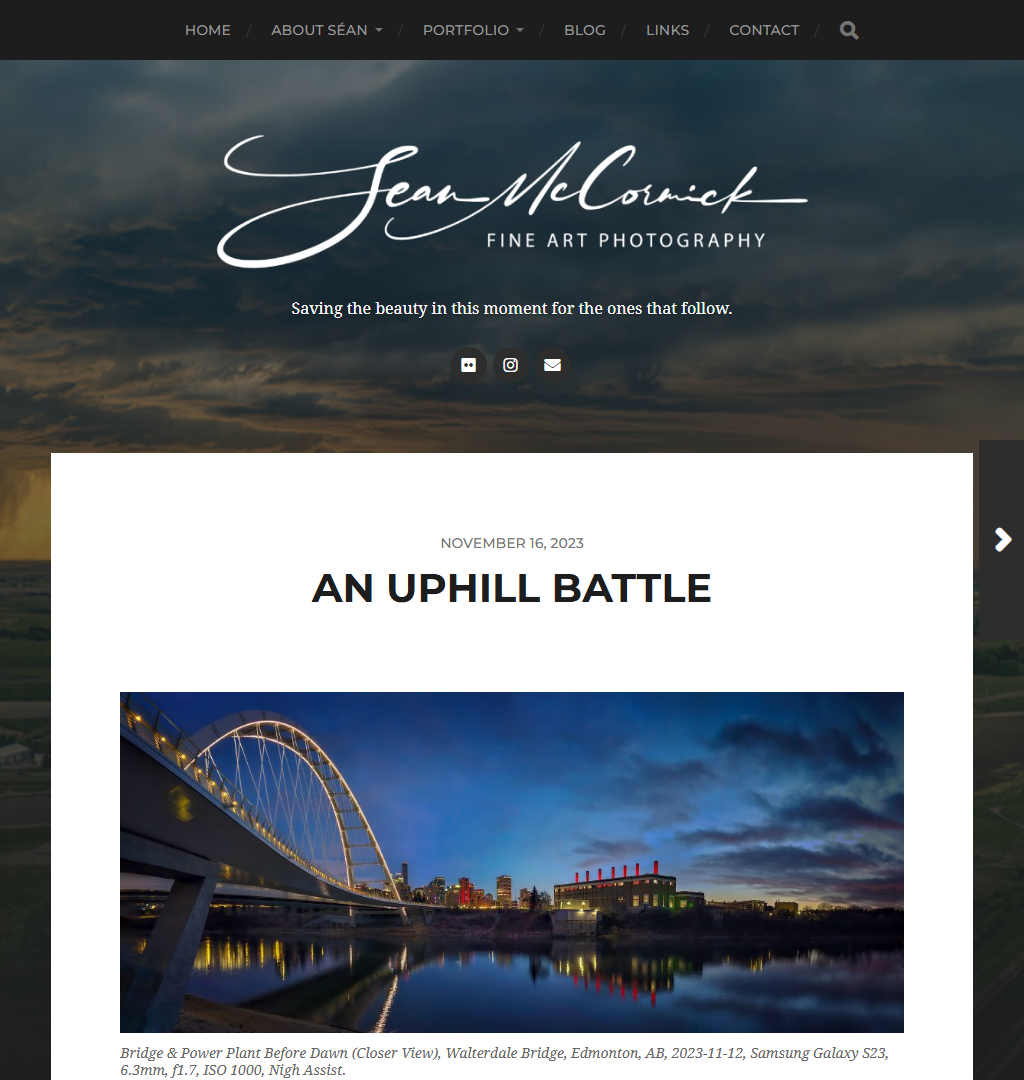 HOME / ABOUT SÉAN / PORTFOLIO / BLOG / LINKS / CONTACT /
Sean McCormick
FINE ART PHOTOGRAPHY
Saving the beauty in this moment for the ones that follow.
NOVEMBER 16, 2023
AN UPHILL BATTLE
Bridge & Power Plant Before Dawn (Closer View), Walterdale Bridge, Edmonton, AB, 2023-11-12, Samsung Galaxy S23,
6.3mm, f1.7, ISO 1000, Nigh Assist.